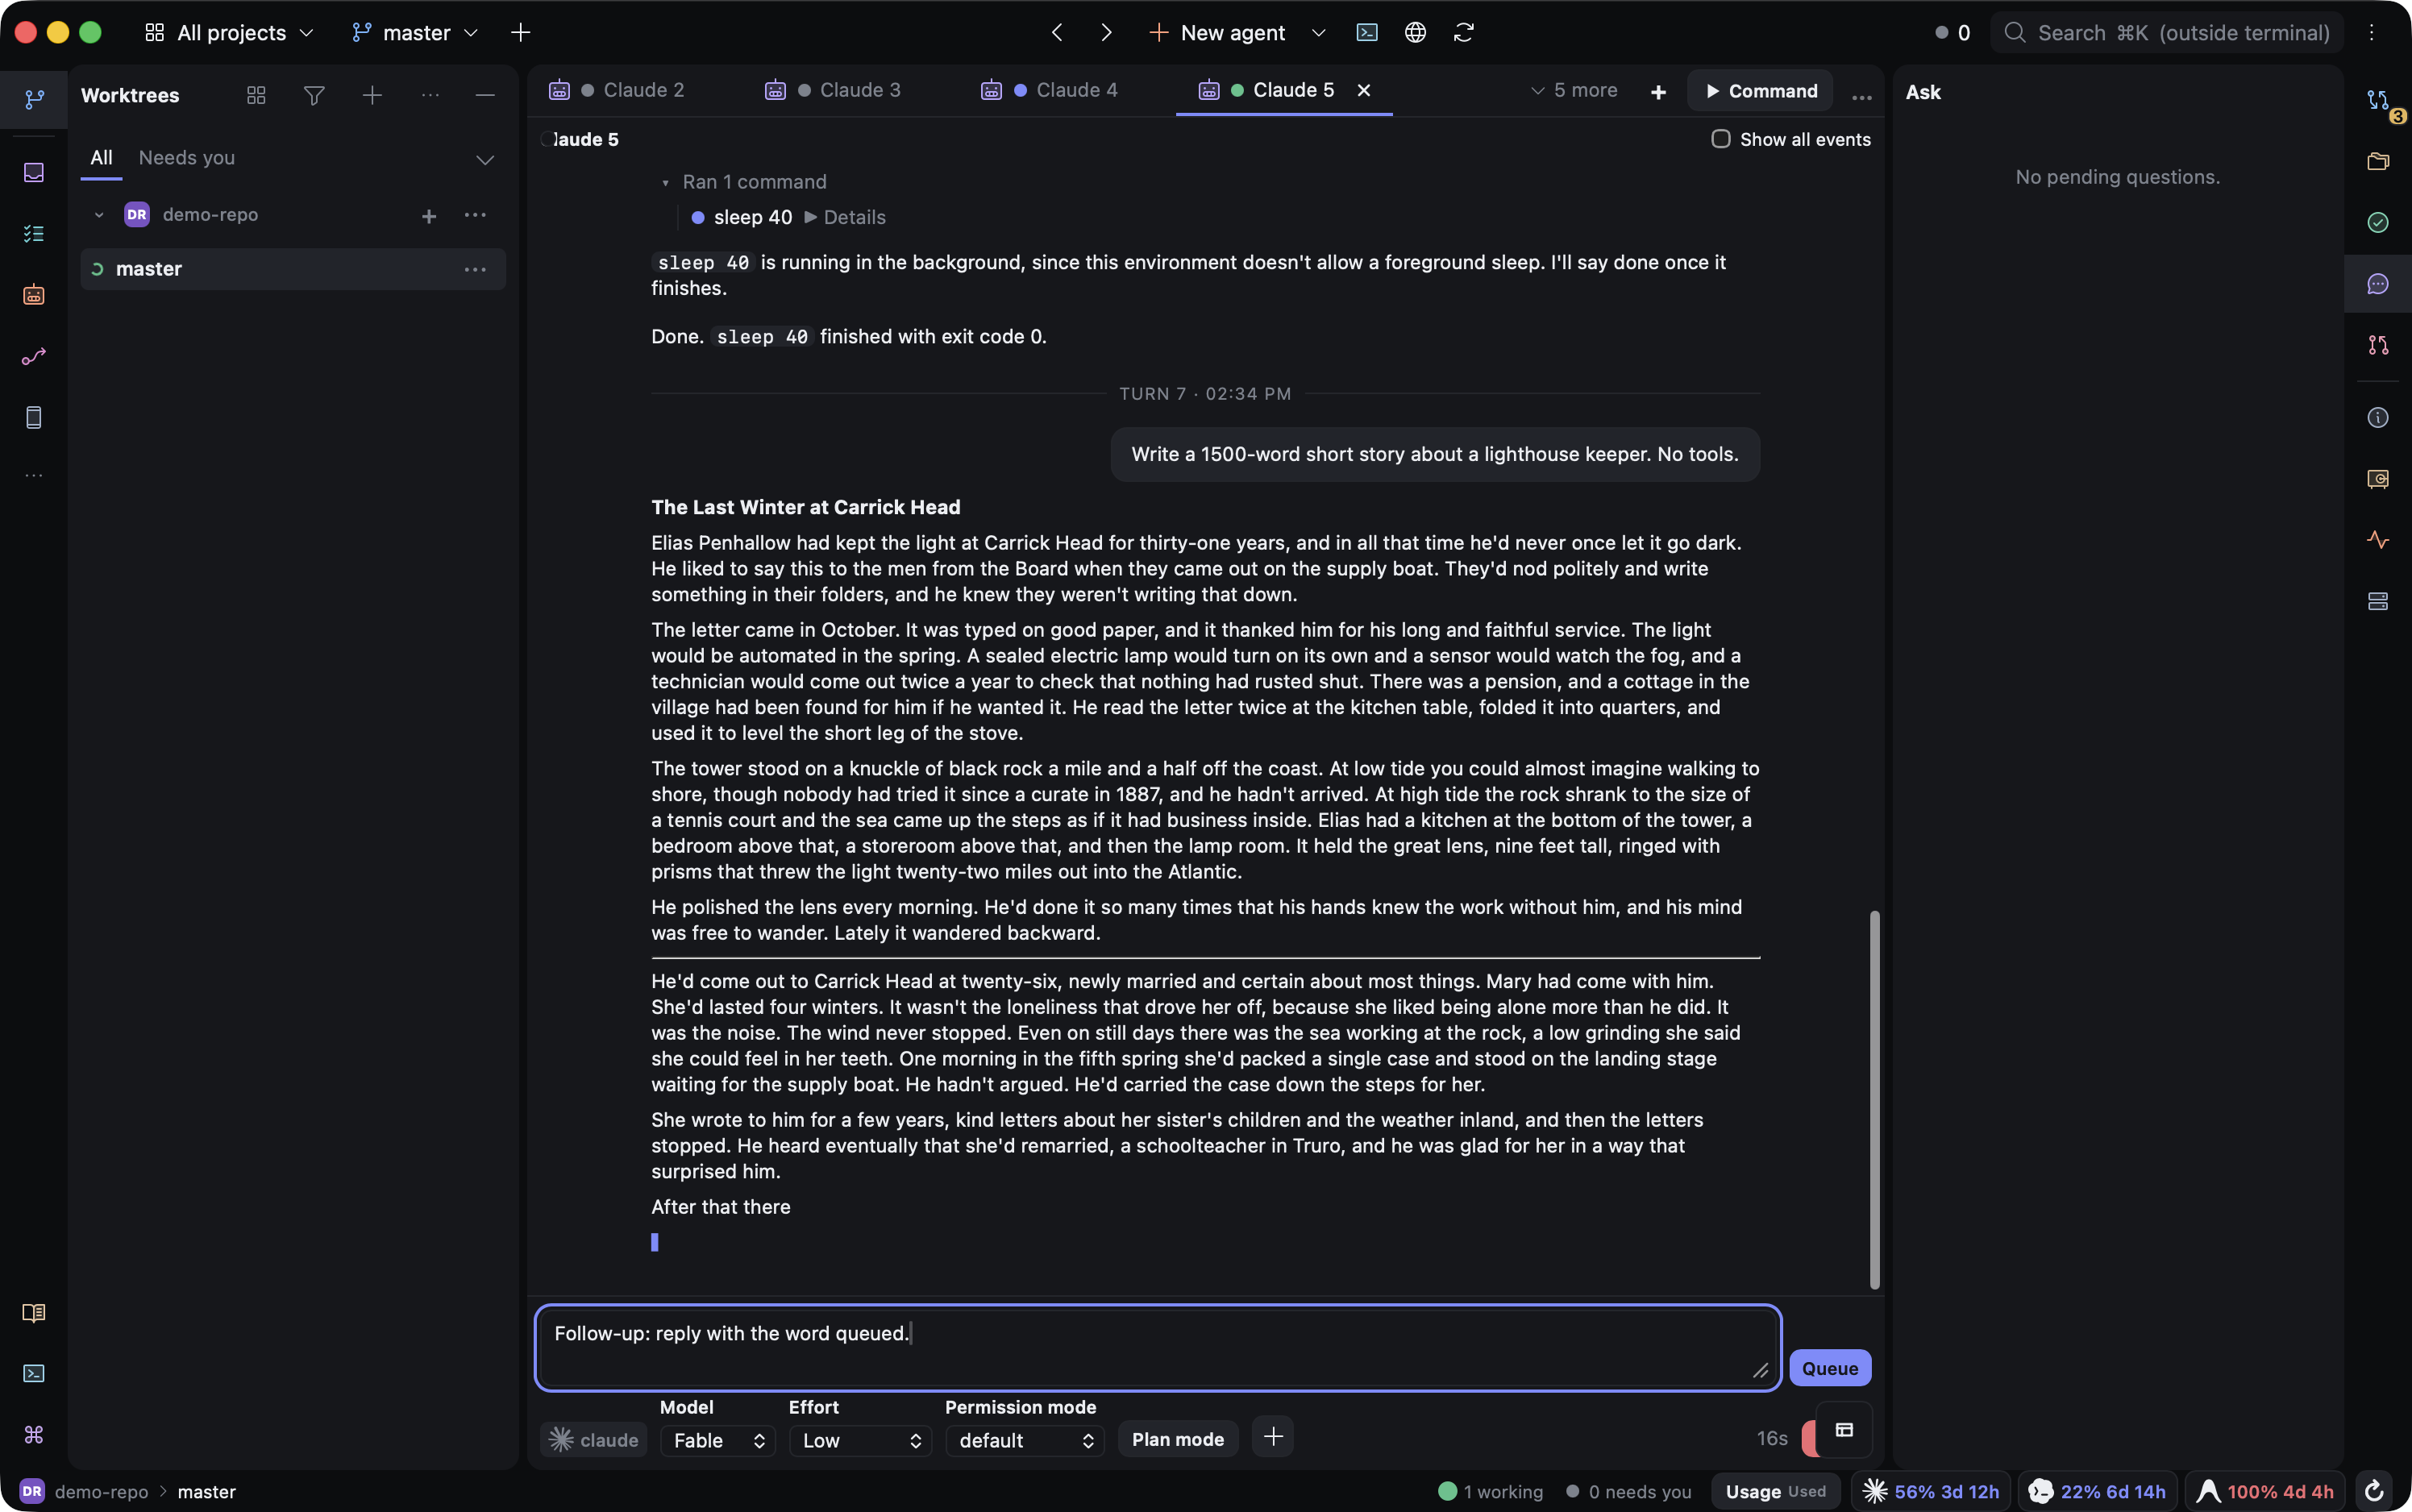 All projects
master
New agent
0
Search ⌘K (outside terminal)
Worktrees
All
Needs you
DR demo-repo
master
Claude 2
Claude 3
Claude 4
Claude 5
5 more
Command
laude 5
Show all events
Ran 1 command
sleep 40 Details
sleep 40 is running in the background, since this environment doesn't allow a foreground sleep. I'll say done once it
finishes.
Done. sleep 40 finished with exit code 0.
TURN 7 · 02:34 PM
Write a 1500-word short story about a lighthouse keeper. No tools.
The Last Winter at Carrick Head
Elias Penhallow had kept the light at Carrick Head for thirty-one years, and in all that time he'd never once let it go dark.
He liked to say this to the men from the Board when they came out on the supply boat. They'd nod politely and write
something in their folders, and he knew they weren't writing that down.
The letter came in October. It was typed on good paper, and it thanked him for his long and faithful service. The light
would be automated in the spring. A sealed electric lamp would turn on its own and a sensor would watch the fog, and a
technician would come out twice a year to check that nothing had rusted shut. There was a pension, and a cottage in the
village had been found for him if he wanted it. He read the letter twice at the kitchen table, folded it into quarters, and
used it to level the short leg of the stove.
The tower stood on a knuckle of black rock a mile and a half off the coast. At low tide you could almost imagine walking to
shore, though nobody had tried it since a curate in 1887, and he hadn't arrived. At high tide the rock shrank to the size of
a tennis court and the sea came up the steps as if it had business inside. Elias had a kitchen at the bottom of the tower, a
bedroom above that, a storeroom above that, and then the lamp room. It held the great lens, nine feet tall, ringed with
prisms that threw the light twenty-two miles out into the Atlantic.
He polished the lens every morning. He'd done it so many times that his hands knew the work without him, and his mind
was free to wander. Lately it wandered backward.
He'd come out to Carrick Head at twenty-six, newly married and certain about most things. Mary had come with him.
She'd lasted four winters. It wasn't the loneliness that drove her off, because she liked being alone more than he did. It
was the noise. The wind never stopped. Even on still days there was the sea working at the rock, a low grinding she said
she could feel in her teeth. One morning in the fifth spring she'd packed a single case and stood on the landing stage
waiting for the supply boat. He hadn't argued. He'd carried the case down the steps for her.
She wrote to him for a few years, kind letters about her sister's children and the weather inland, and then the letters
stopped. He heard eventually that she'd remarried, a schoolteacher in Truro, and he was glad for her in a way that
surprised him.
After that there
Follow-up: reply with the word queued.
Queue
Model
Effort
Permission mode
claude
Fable
Low
default
Plan mode
16s
Ask
No pending questions.
3
DR demo-repo > master
1 working
0 needs you
Usage Used
56% 3d 12h
22% 6d 14h
100% 4d 4h